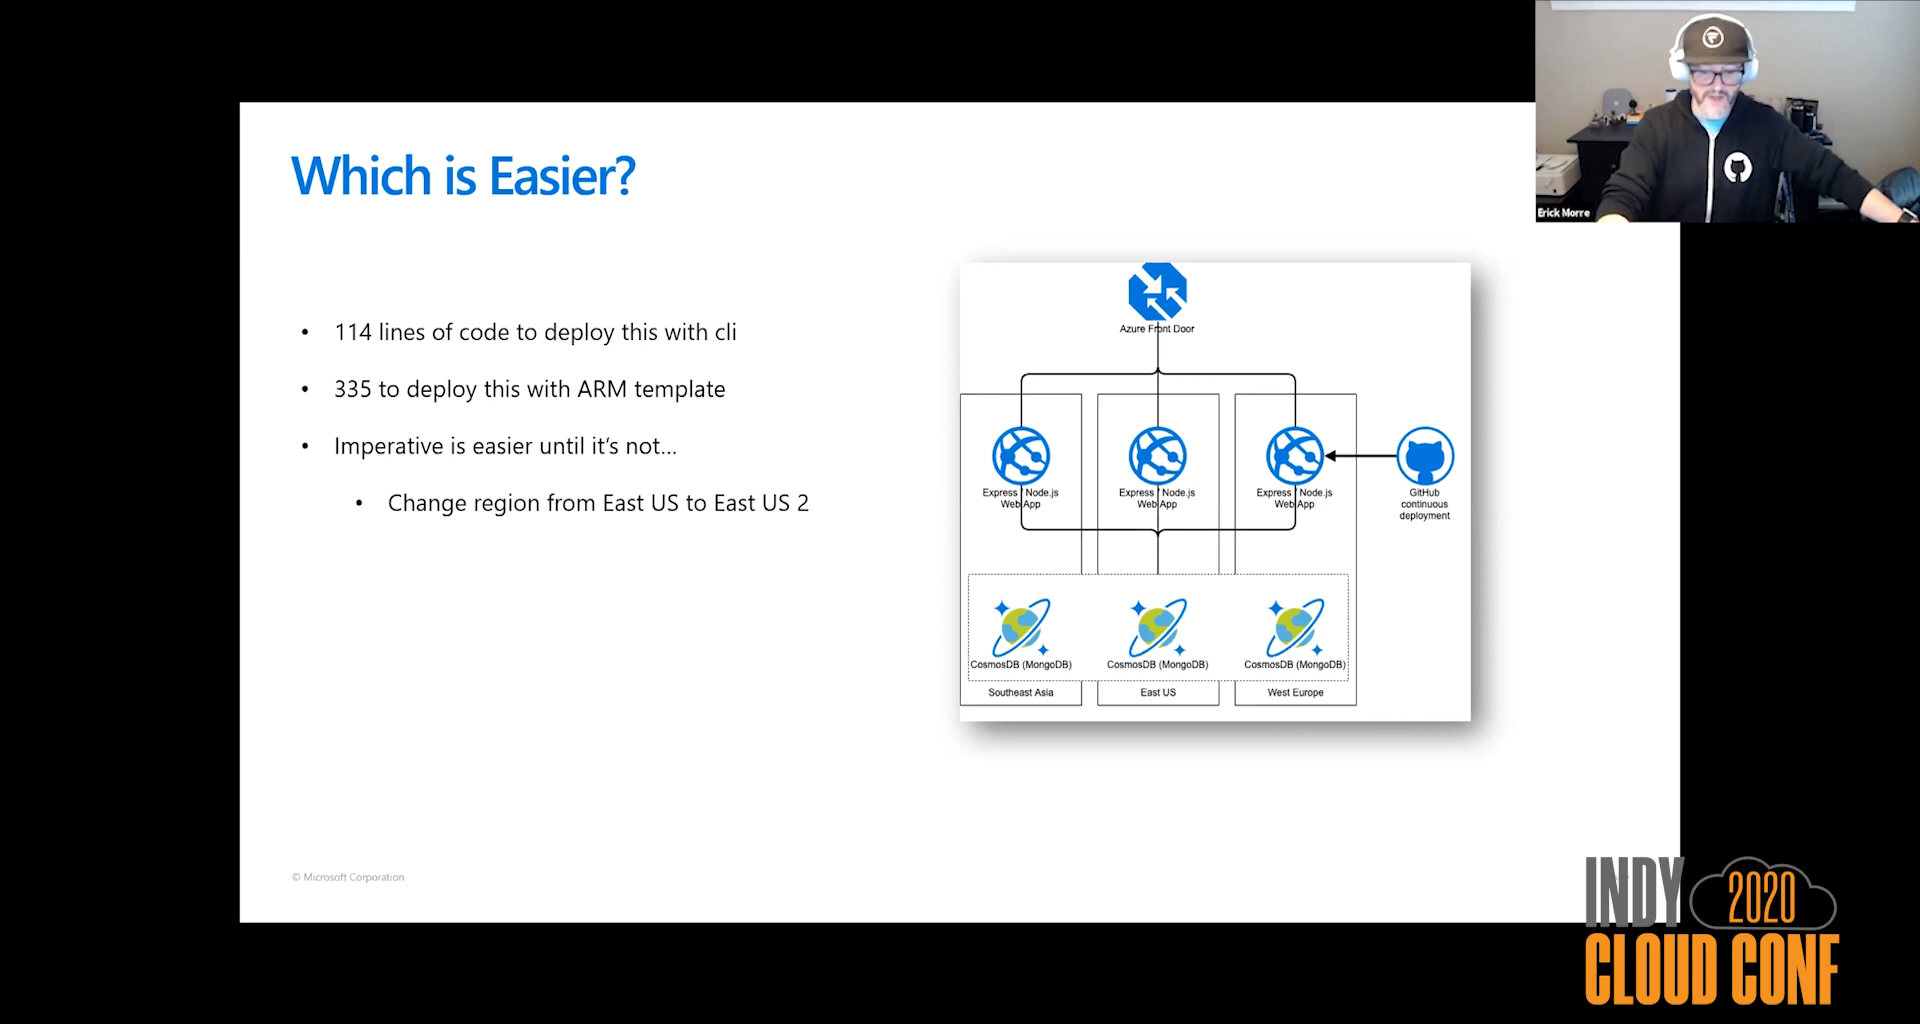 Which is Easier?
• 114 lines of code to deploy this with cli
• 335 to deploy this with ARM template
• Imperative is easier until it's not...
• Change region from East US to East US 2
Azure Front Door
Express / Node.js
Web App
Express / Node.js
Web App
Express / Node.js
Web App
GitHub
continuous
deployment
CosmosDB (MongoDB)
CosmosDB (MongoDB)
CosmosDB (MongoDB)
Southeast Asia
East US
West Europe
© Microsoft Corporation
Erick Morre
INDY 2020
CLOUD CONF